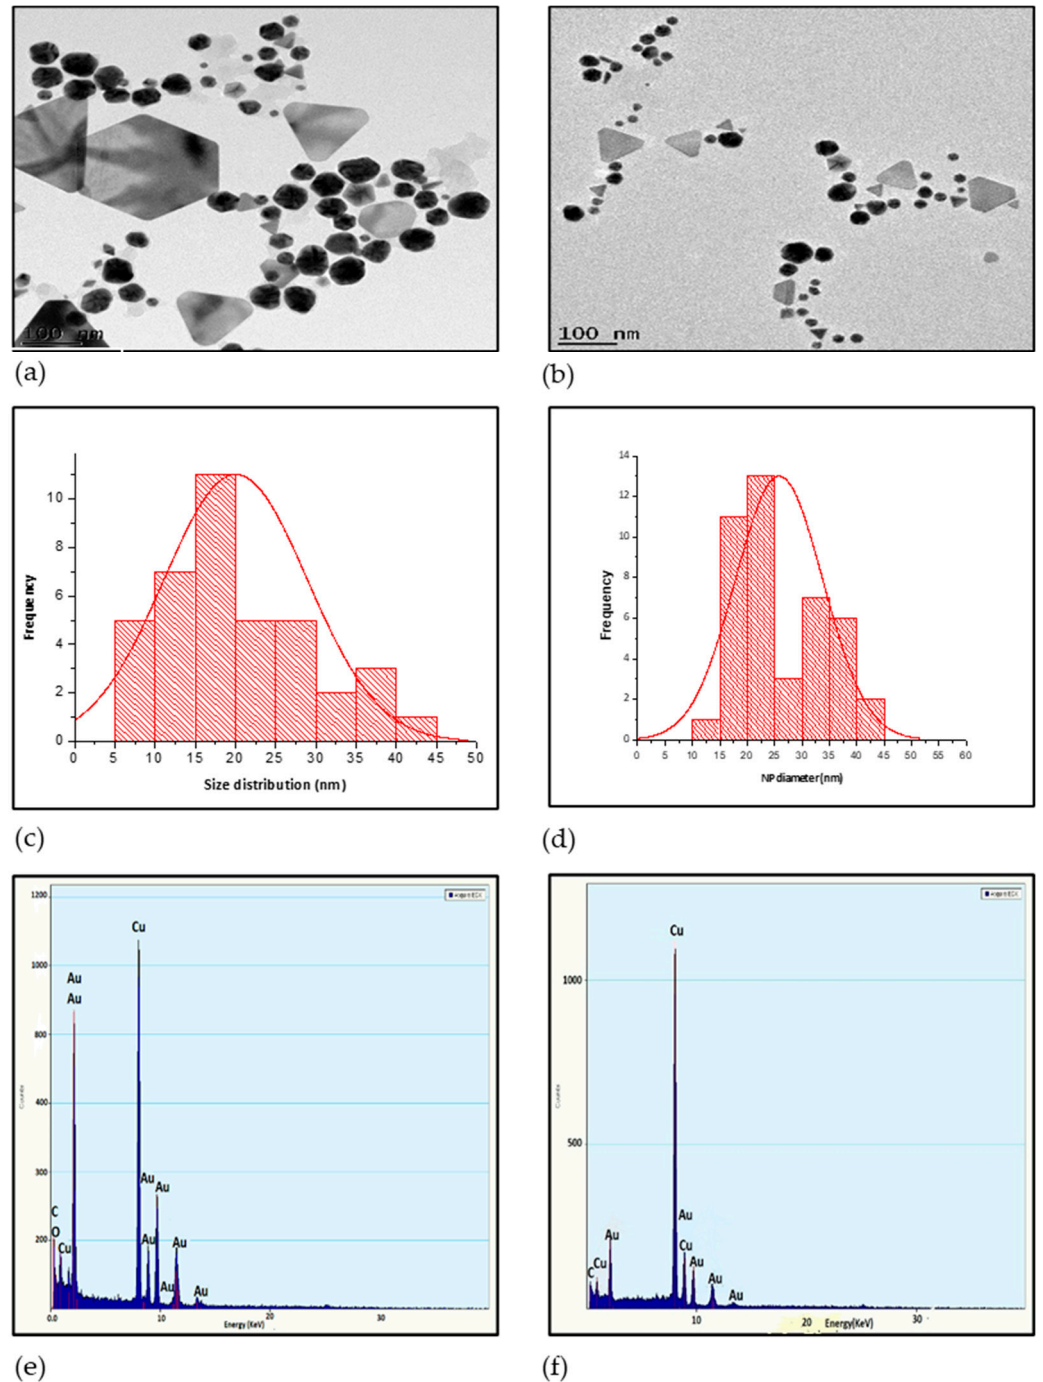 100 nm
100 nm
(a)
(b)
10
8
6
4
2
0
Frequency
0 5 10 15 20 25 30 35 40 45 50
Size distribution (nm)
14
12
10
8
6
4
2
0
Frequency
0 5 10 15 20 25 30 35 40 45 50 55 60
NP diameter(nm)
(c)
(d)
1200
1000
800
400
300
200
Counts
Cu
Au
Au
Au
Au
C
O
Cu
Au
Au
Au
0.0 10 20 30
Energy (KeV)
1000
500
Cu
Au
Au
Cu
C
Cu
Au
Au
Au
10 20 30
Energy(KeV)
(e)
(f)